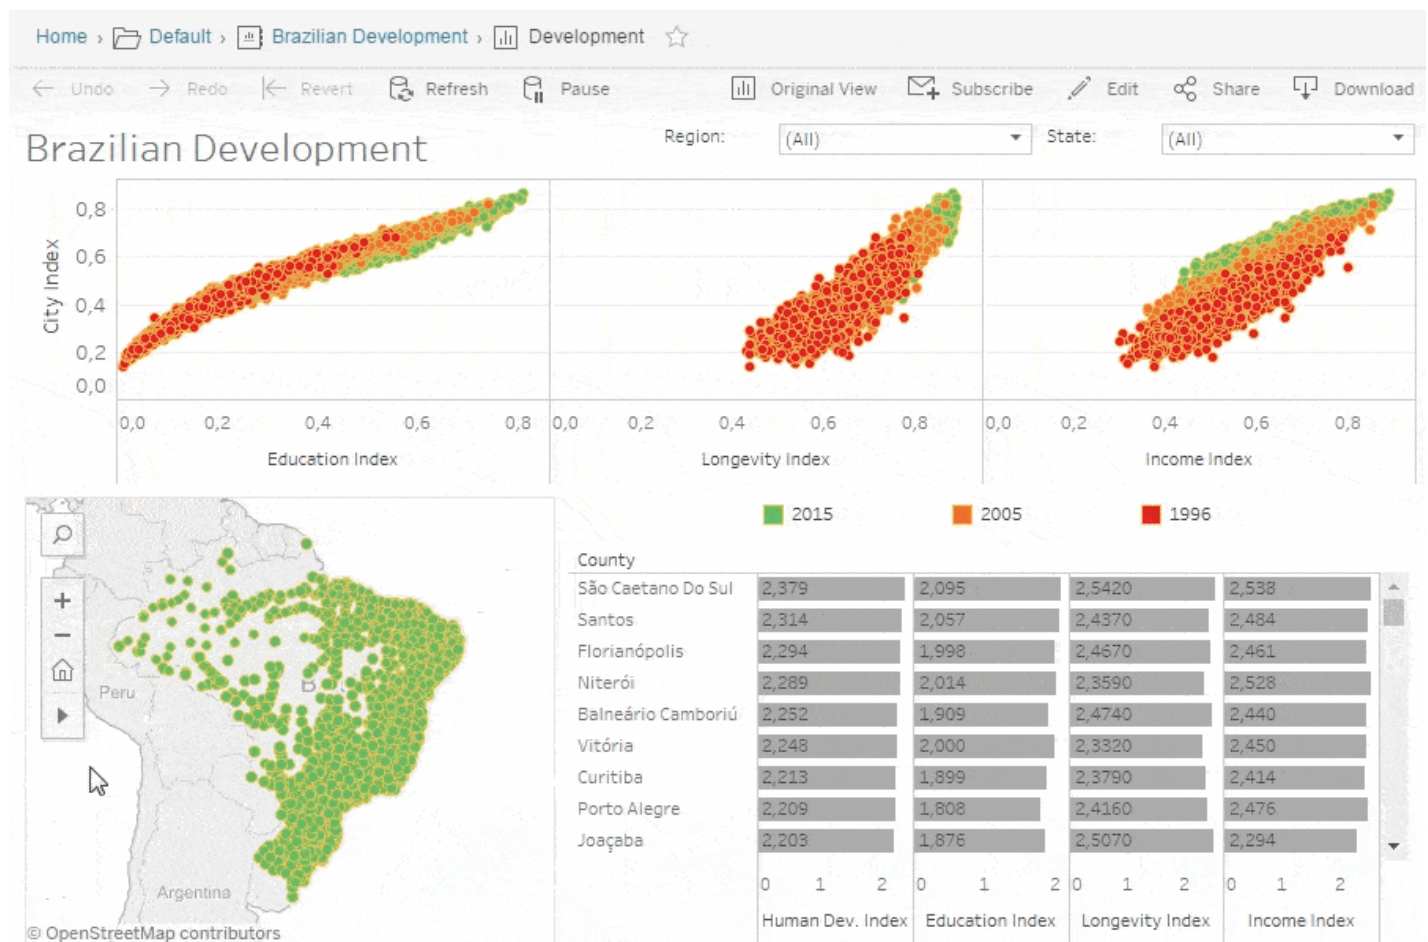 Home › Default › Brazilian Development › Development
Undo Redo Revert Refresh Pause Original View Subscribe Edit Share Download
Brazilian Development
Region: (All) State: (All)
City Index
0,8
0,6
0,4
0,2
0,0
0,0 0,2 0,4 0,6 0,8 0,0 0,2 0,4 0,6 0,8 0,0 0,2 0,4 0,6 0,8
Education Index Longevity Index Income Index
2015 2005 1996
Peru
B
Argentina
© OpenStreetMap contributors
County
São Caetano Do Sul 2,379 2,095 2,5420 2,538
Santos 2,314 2,057 2,4370 2,484
Florianópolis 2,294 1,998 2,4670 2,461
Niterói 2,289 2,014 2,3590 2,528
Balneário Camboriú 2,252 1,909 2,4740 2,440
Vitória 2,248 2,000 2,3320 2,450
Curitiba 2,213 1,899 2,3790 2,414
Porto Alegre 2,209 1,808 2,4160 2,476
Joaçaba 2,203 1,876 2,5070 2,294
0 1 2 0 1 2 0 1 2 0 1 2
Human Dev. Index Education Index Longevity Index Income Index